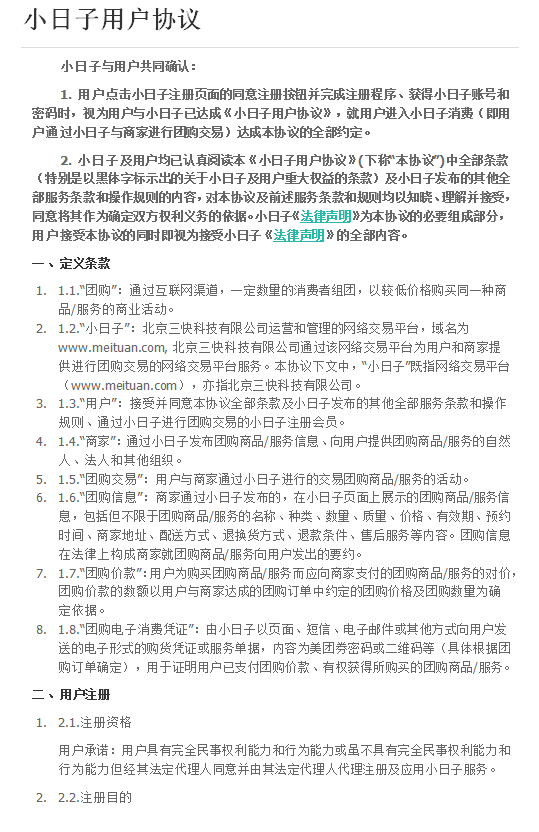 小日子用户协议
小日子与用户共同确认：
1. 用户点击小日子注册页面的同意注册按钮并完成注册程序、获得小日子账号和
密码时，视为用户与小日子已达成《小日子用户协议》，就用户进入小日子消费（即用
户通过小日子与商家进行团购交易）达成本协议的全部约定。
2. 小日子及用户均已认真阅读本《小日子用户协议》(下称“本协议”)中全部条款
（特别是以黑体字标示出的关于小日子及用户重大权益的条款）及小日子发布的其他全
部服务条款和操作规则的内容，对本协议及前述服务条款和规则均以知晓、理解并接受，
同意将其作为确定双方权利义务的依据。小日子《法律声明》为本协议的必要组成部分，
用户接受本协议的同时即视为接受小日子《法律声明》的全部内容。
一、定义条款
1. 1.1.“团购”：通过互联网渠道，一定数量的消费者组团，以较低价格购买同一种商
品/服务的商业活动。
2. 1.2.“小日子”：北京三快科技有限公司运营和管理的网络交易平台，域名为
www.meituan.com, 北京三快科技有限公司通过该网络交易平台为用户和商家提
供进行团购交易的网络交易平台服务。本协议下文中，“小日子”既指网络交易平台
（www.meituan.com），亦指北京三快科技有限公司。
3. 1.3.“用户”：接受并同意本协议全部条款及小日子发布的其他全部服务条款和操作
规则、通过小日子进行团购交易的小日子注册会员。
4. 1.4.“商家”：通过小日子发布团购商品/服务信息、向用户提供团购商品/服务的自然
人、法人和其他组织。
5. 1.5.“团购交易”：用户与商家通过小日子进行的交易团购商品/服务的活动。
6. 1.6.“团购信息”：商家通过小日子发布的，在小日子页面上展示的团购商品/服务信
息，包括但不限于团购商品/服务的名称、种类、数量、质量、价格、有效期、预约
时间、商家地址、配送方式、退换货方式、退款条件、售后服务等内容。团购信息
在法律上构成商家就团购商品/服务向用户发出的要约。
7. 1.7.“团购价款”：用户为购买团购商品/服务而应向商家支付的团购商品/服务的对价，
团购价款的数额以用户与商家达成的团购订单中约定的团购价格及团购数量为确
定依据。
8. 1.8.“团购电子消费凭证”：由小日子以页面、短信、电子邮件或其他方式向用户发
送的电子形式的购货凭证或服务单据，内容为美团券密码或二维码等（具体根据团
购订单确定），用于证明用户已支付团购价款、有权获得所购买的团购商品/服务。
二、用户注册
1. 2.1.注册资格
用户承诺：用户具有完全民事权利能力和行为能力或虽不具有完全民事权利能力和
行为能力但经其法定代理人同意并由其法定代理人代理注册及应用小日子服务。
2. 2.2.注册目的